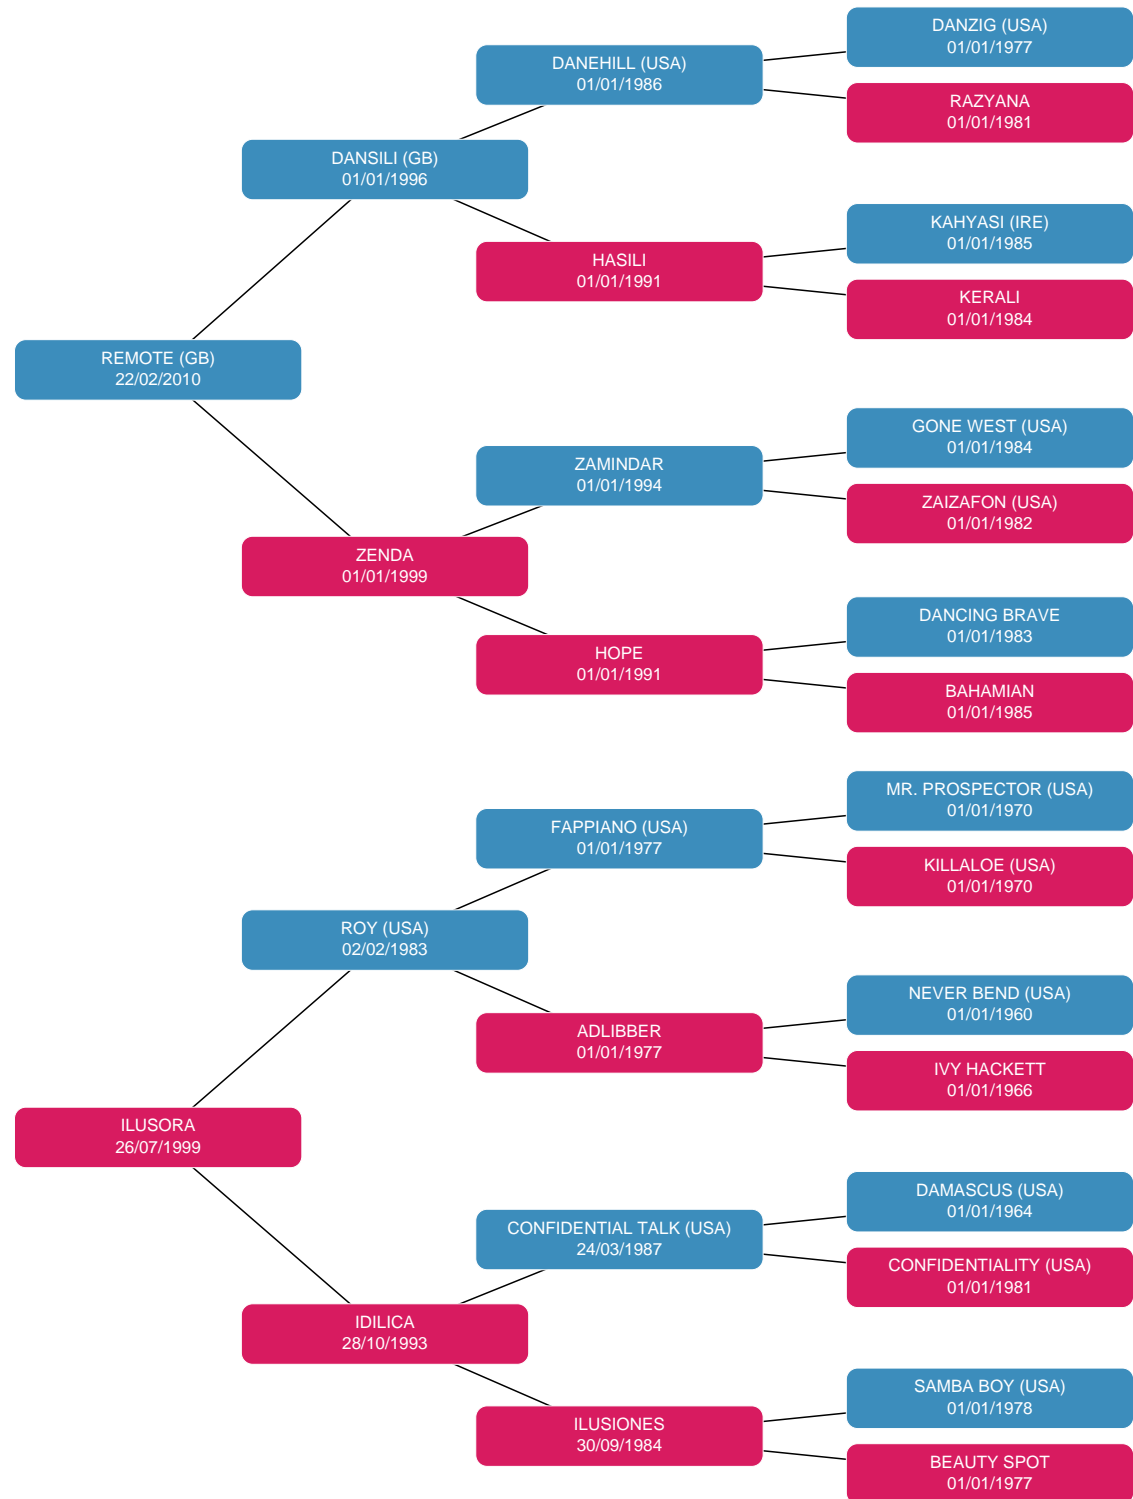 DANZIG (USA)
01/01/1977
DANEHILL (USA)
01/01/1986
RAZYANA
01/01/1981
DANSILI (GB)
01/01/1996
KAHYASI (IRE)
01/01/1985
HASILI
01/01/1991
KERALI
01/01/1984
REMOTE (GB)
22/02/2010
GONE WEST (USA)
01/01/1984
ZAMINDAR
01/01/1994
ZAIZAFON (USA)
01/01/1982
ZENDA
01/01/1999
DANCING BRAVE
01/01/1983
HOPE
01/01/1991
BAHAMIAN
01/01/1985
MR. PROSPECTOR (USA)
01/01/1970
FAPPIANO (USA)
01/01/1977
KILLALOE (USA)
01/01/1970
ROY (USA)
02/02/1983
NEVER BEND (USA)
01/01/1960
ADLIBBER
01/01/1977
IVY HACKETT
01/01/1966
ILUSORA
26/07/1999
DAMASCUS (USA)
01/01/1964
CONFIDENTIAL TALK (USA)
24/03/1987
CONFIDENTIALITY (USA)
01/01/1981
IDILICA
28/10/1993
SAMBA BOY (USA)
01/01/1978
ILUSIONES
30/09/1984
BEAUTY SPOT
01/01/1977